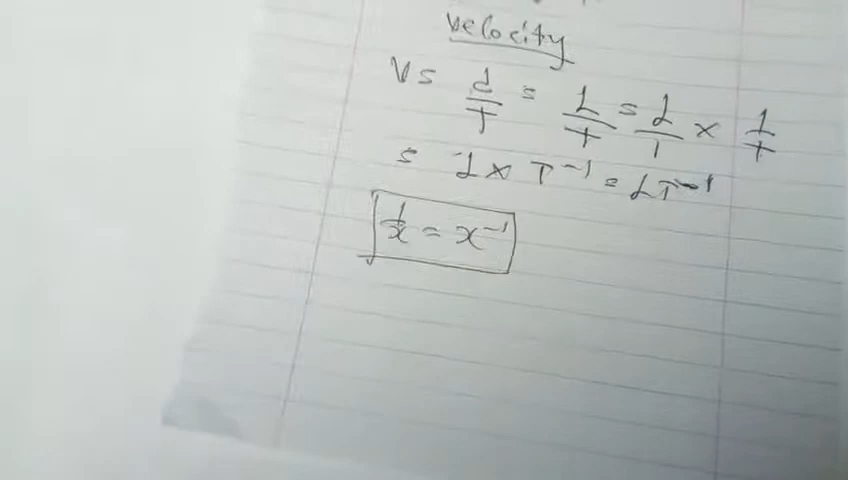 velocity
V = d/T = L/T = L/1 × 1/T
= L × T⁻¹ = LT⁻¹
1/x = x⁻¹